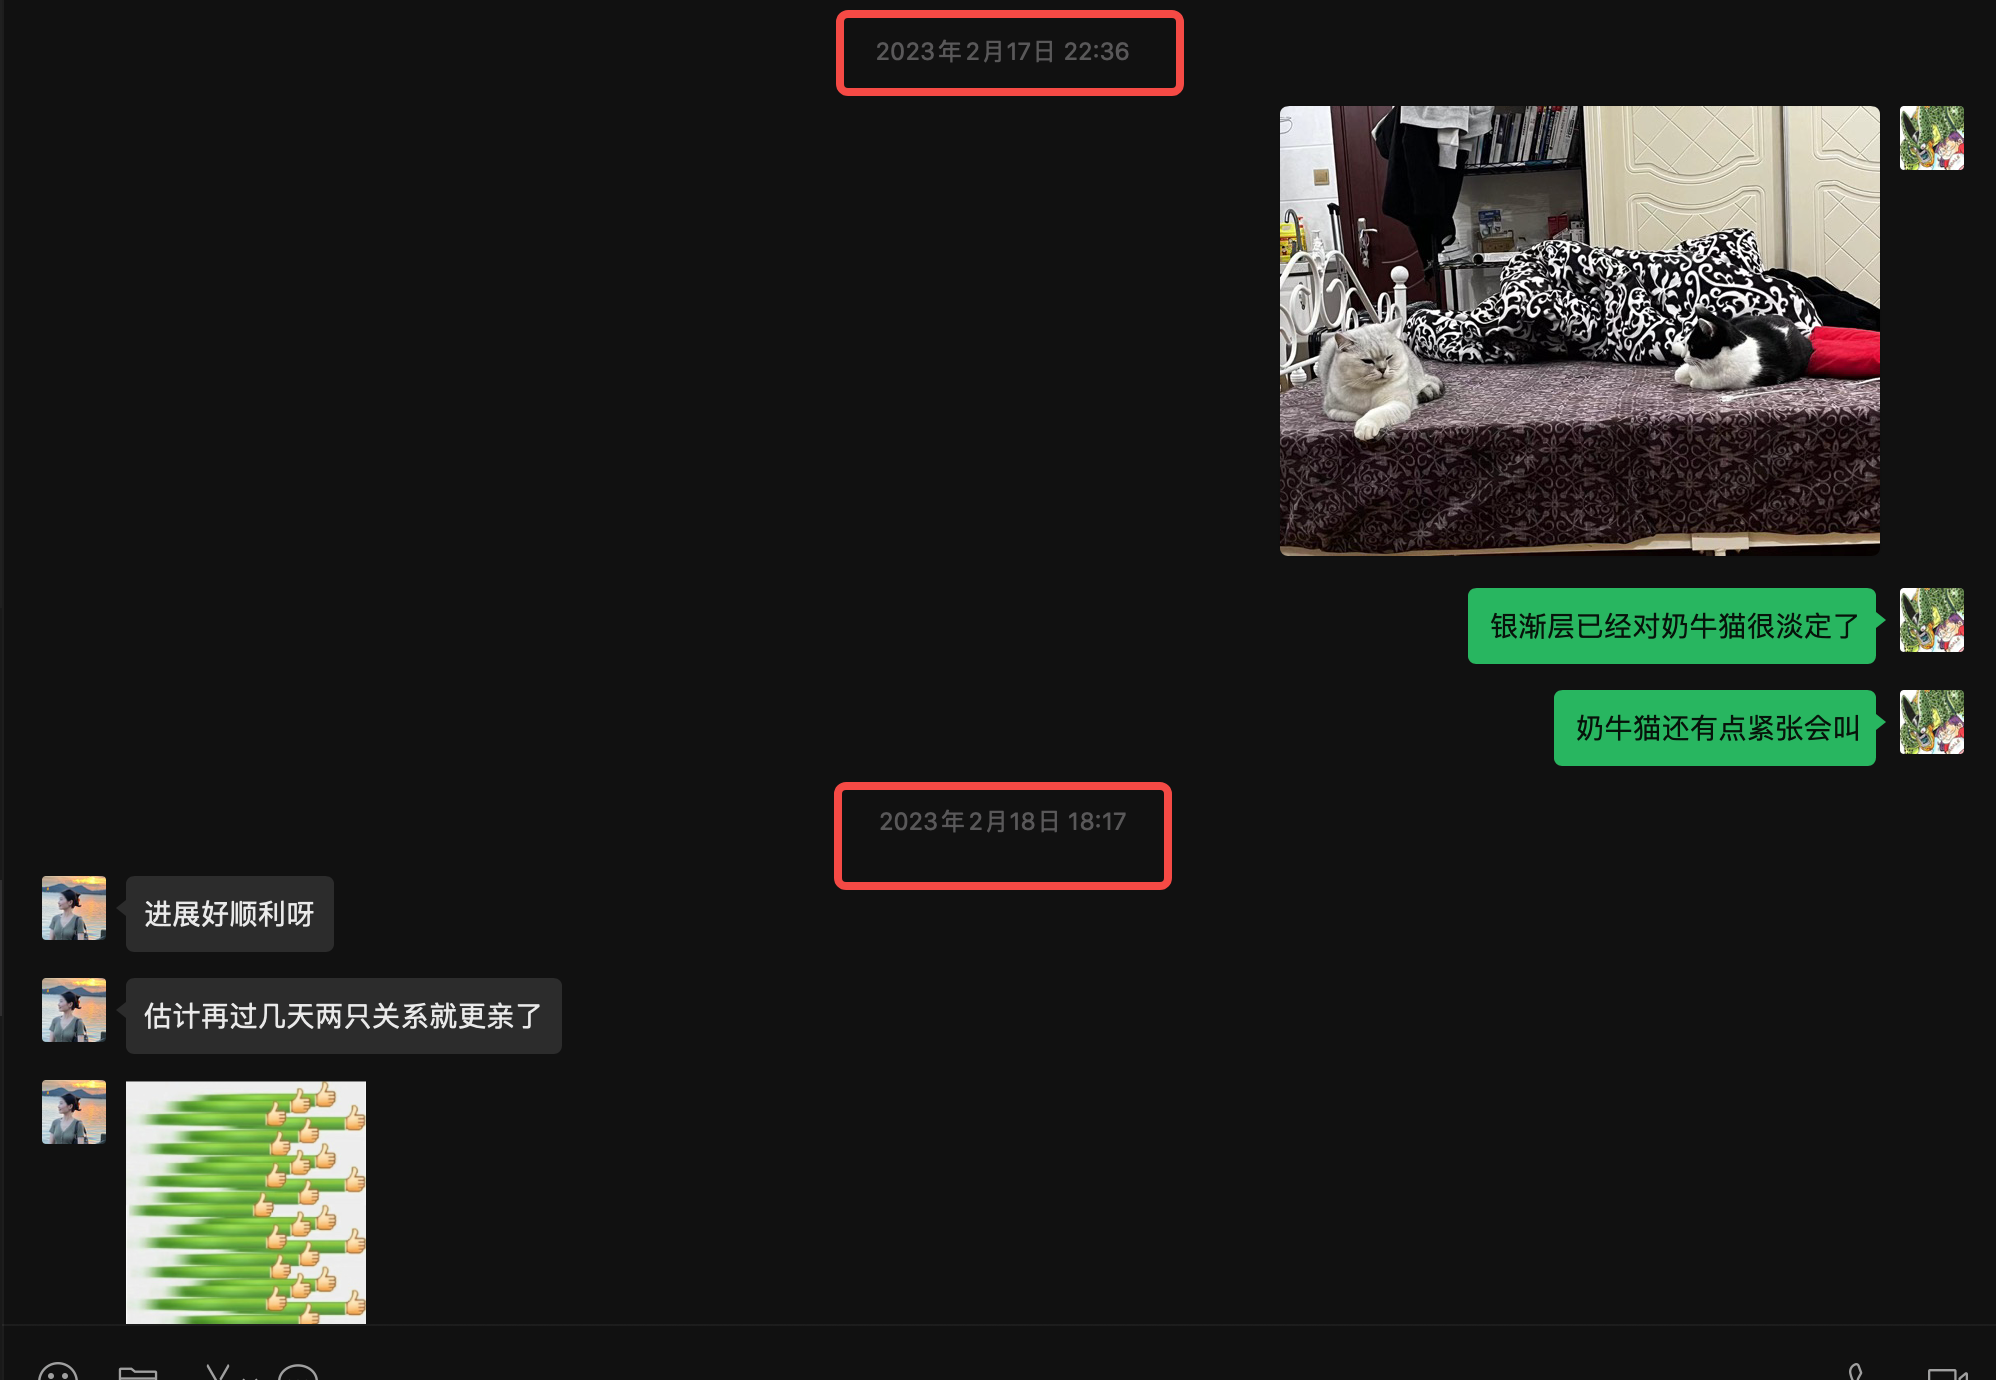 2023年2月17日 22:36
银渐层已经对奶牛猫很淡定了
奶牛猫还有点紧张会叫
2023年2月18日 18:17
进展好顺利呀
估计再过几天两只关系就更亲了